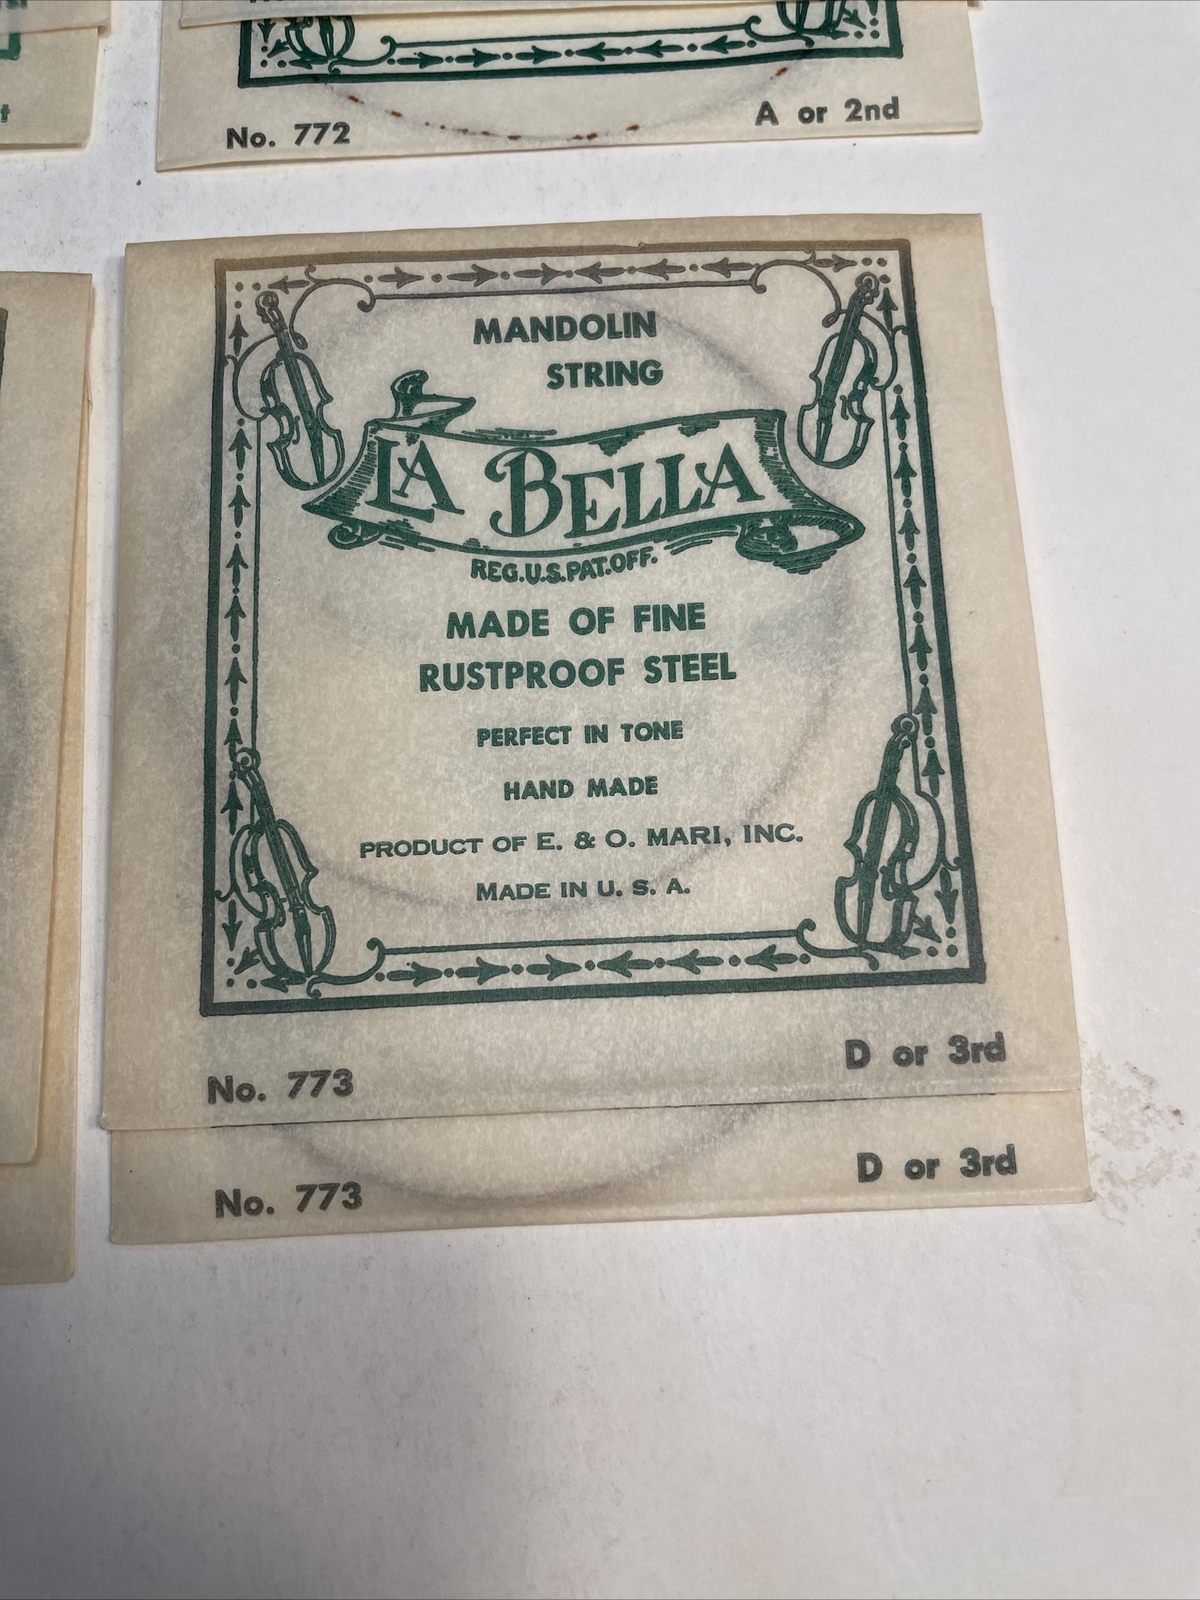 No. 772
A or 2nd
MANDOLIN
STRING
LA BELLA
REG.U.S.PAT.OFF.
MADE OF FINE
RUSTPROOF STEEL
PERFECT IN TONE
HAND MADE
PRODUCT OF E. & O. MARI, INC.
MADE IN U. S. A.
No. 773
D or 3rd
No. 773
D or 3rd